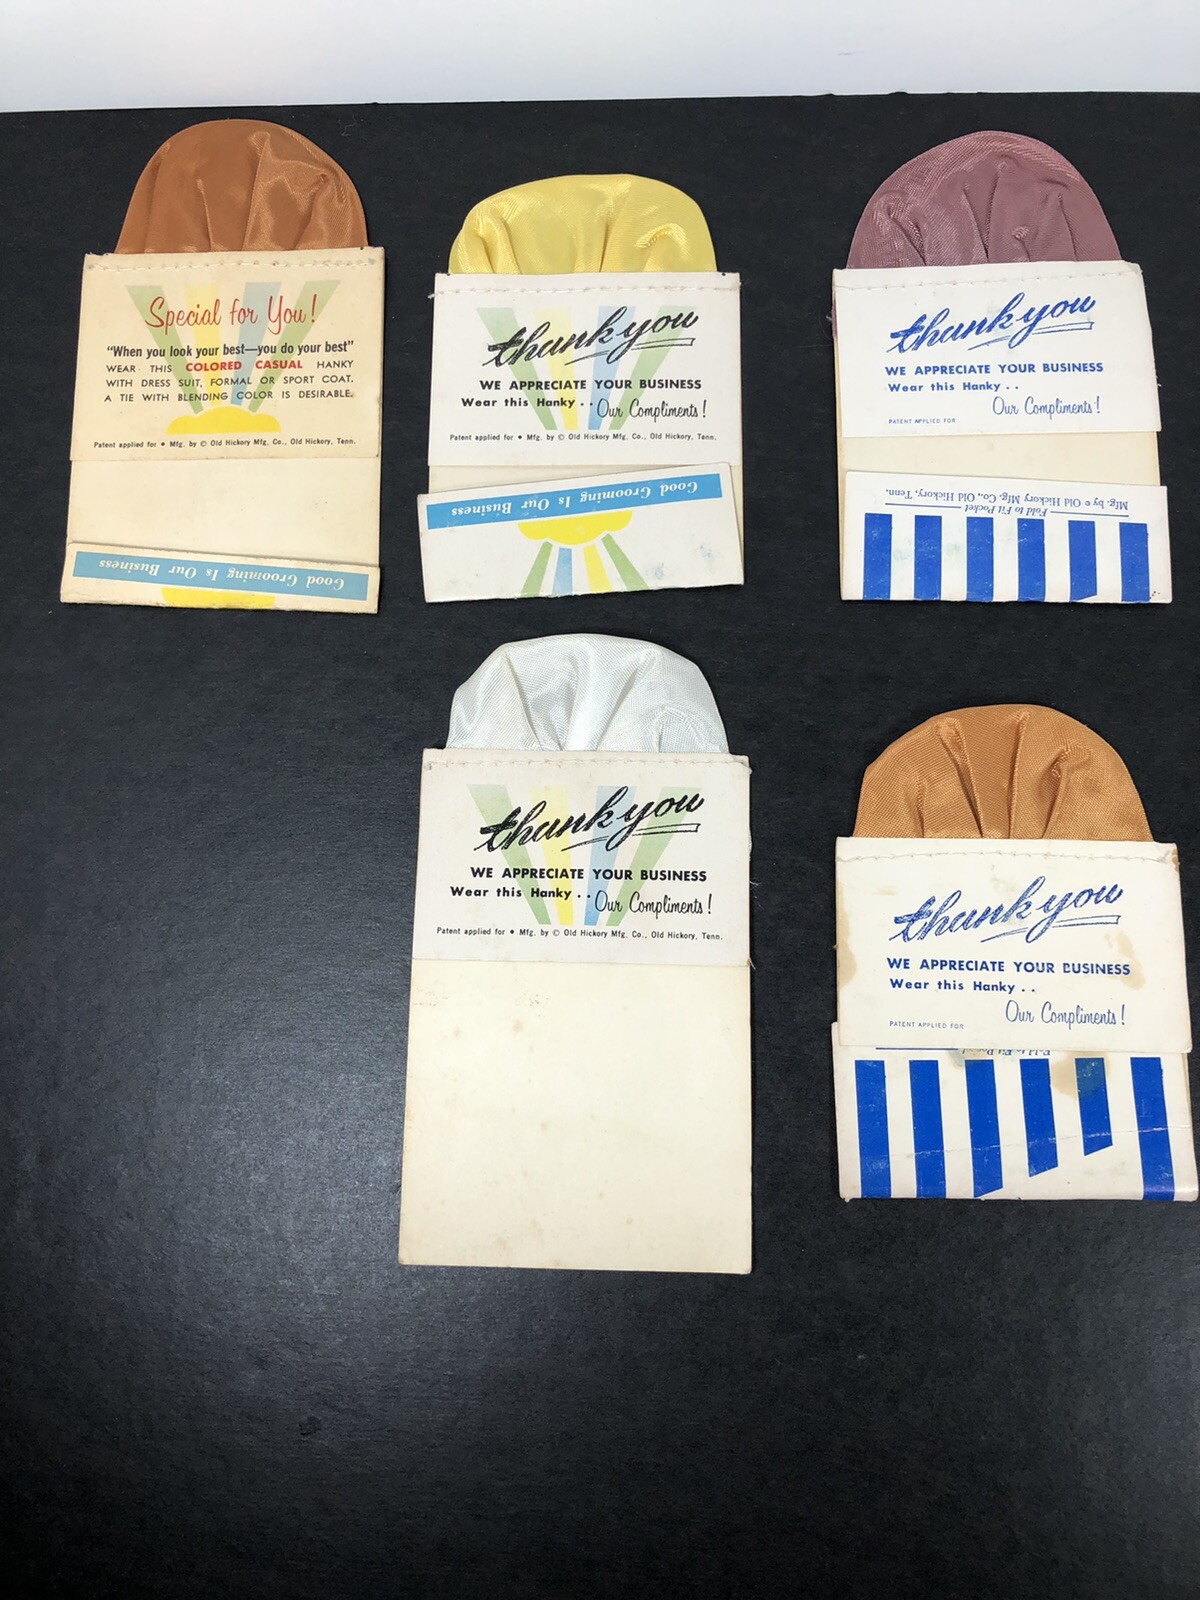 Special for You!
"When you look your best—you do your best"
WEAR THIS COLORED CASUAL HANKY
WITH DRESS SUIT, FORMAL OR SPORT COAT.
A TIE WITH BLENDING COLOR IS DESIRABLE.
Patent applied for • Mfg. by © Old Hickory Mfg. Co., Old Hickory, Tenn.
Good Grooming Is Our Business
thank you
WE APPRECIATE YOUR BUSINESS
Wear this Hanky . . Our Compliments!
Patent applied for • Mfg. by © Old Hickory Mfg. Co., Old Hickory, Tenn.
Good Grooming Is Our Business
thank you
WE APPRECIATE YOUR BUSINESS
Wear this Hanky . .
Our Compliments!
PATENT APPLIED FOR
Fold to Fit Pocket
Mfg. by © Old Hickory Mfg. Co., Old Hickory, Tenn.
thank you
WE APPRECIATE YOUR BUSINESS
Wear this Hanky . . Our Compliments!
Patent applied for • Mfg. by © Old Hickory Mfg. Co., Old Hickory, Tenn.
thank you
WE APPRECIATE YOUR BUSINESS
Wear this Hanky . .
Our Compliments!
PATENT APPLIED FOR